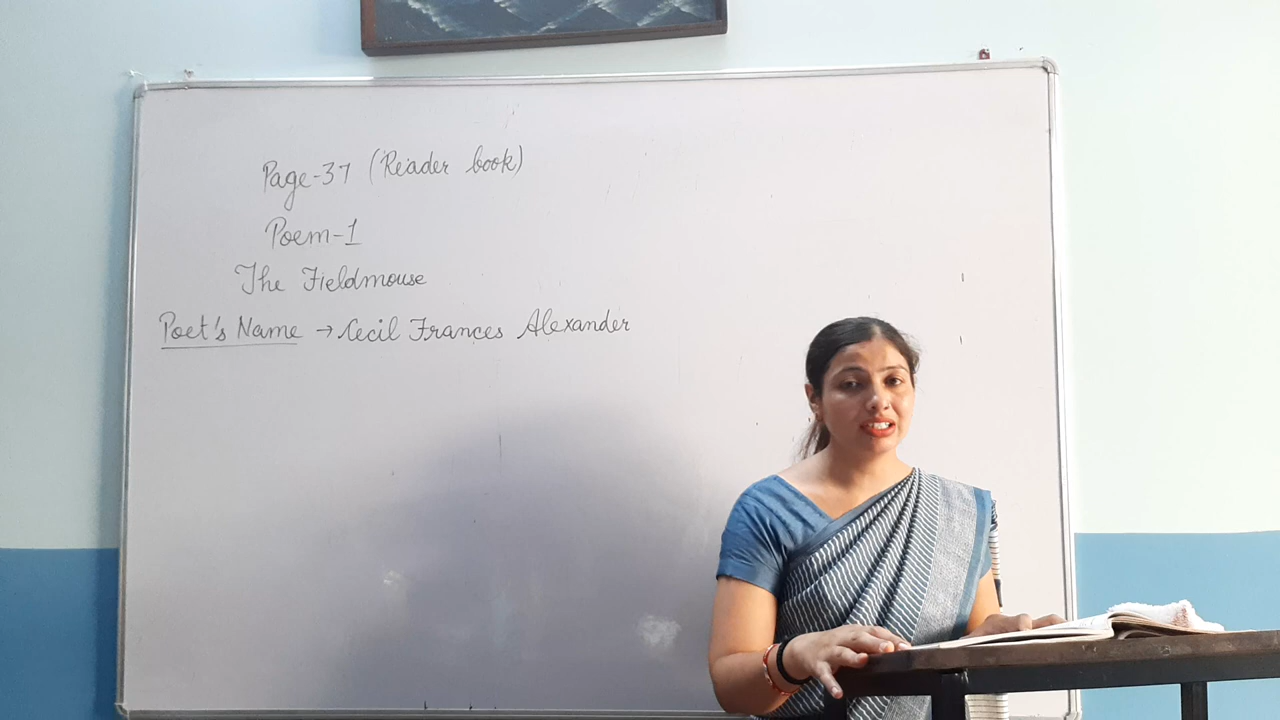 Page-37 (Reader book)
Poem-1
The Fieldmouse
Poet's Name → Cecil Frances Alexander